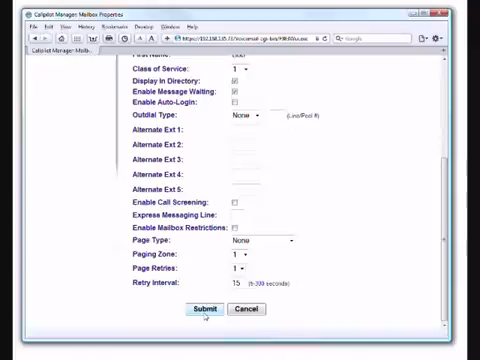 Callpilot Manager: Mailbox Properties
File Edit View History Bookmarks Desktop Window Help
Callpilot Manager: Mailb...
Class of Service: 1
Display In Directory:
Enable Message Waiting:
Enable Auto-Login:
Outdial Type: None (Line/Pool #)
Alternate Ext 1:
Alternate Ext 2:
Alternate Ext 3:
Alternate Ext 4:
Alternate Ext 5:
Enable Call Screening:
Express Messaging Line:
Enable Mailbox Restrictions:
Page Type: None
Paging Zone: 1
Page Retries: 1
Retry Interval: 15 (5-300 seconds)
Submit Cancel